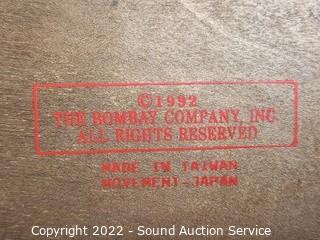 ©1992
THE BOMBAY COMPANY, INC.
ALL RIGHTS RESERVED
MADE IN TAIWAN
MOVEMENT-JAPAN
Copyright 2022 - Sound Auction Service